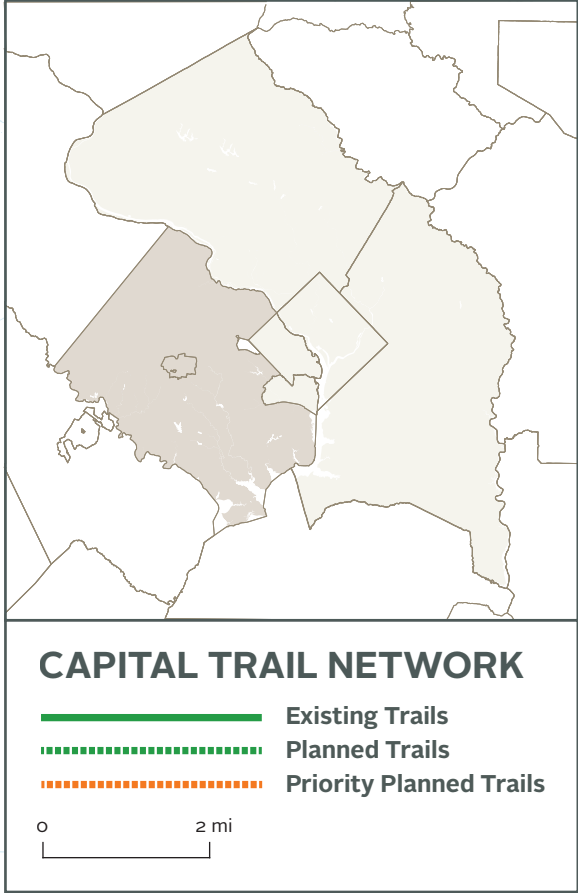 CAPITAL TRAIL NETWORK
Existing Trails
Planned Trails
Priority Planned Trails
0 2 mi